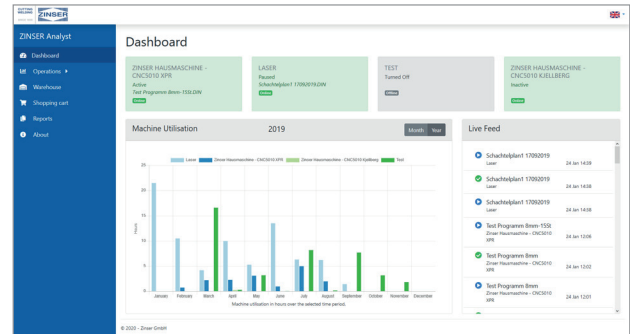 CUTTING
WELDING
ZINSER
ZINSER Analyst
Dashboard
Operations
Warehouse
Shopping cart
Reports
About
Dashboard
ZINSER HAUSMASCHINE -
CNC5010 XPR
Active
Test Programm 8mm-155t.DIN
Online
LASER
Paused
Schachtelplan1 17092019.DIN
Online
TEST
Turned Off
Offline
ZINSER HAUSMASCHINE -
CNC5010 KJELLBERG
Inactive
Online
Machine Utilisation
2019
Month
Year
Laser
Zinser Hausmaschine - CNC5010 XPR
Zinser Hausmaschine - CNC5010 Kjellberg
Test
25
20
15
10
5
0
Hours
January
February
March
April
May
June
July
August
September
October
November
December
Machine utilisation in hours over the selected time period.
Live Feed
Schachtelplan1 17092019
Laser
24 Jan 14:09
Schachtelplan1 17092019
Laser
24 Jan 14:08
Schachtelplan1 17092019
Laser
24 Jan 14:08
Test Programm 8mm-155t
Zinser Hausmaschine - CNC5010
XPR
24 Jan 12:06
Test Programm 8mm
Zinser Hausmaschine - CNC5010
XPR
24 Jan 12:02
Test Programm 8mm
Zinser Hausmaschine - CNC5010
XPR
24 Jan 12:01
© 2020 - Zinser GmbH